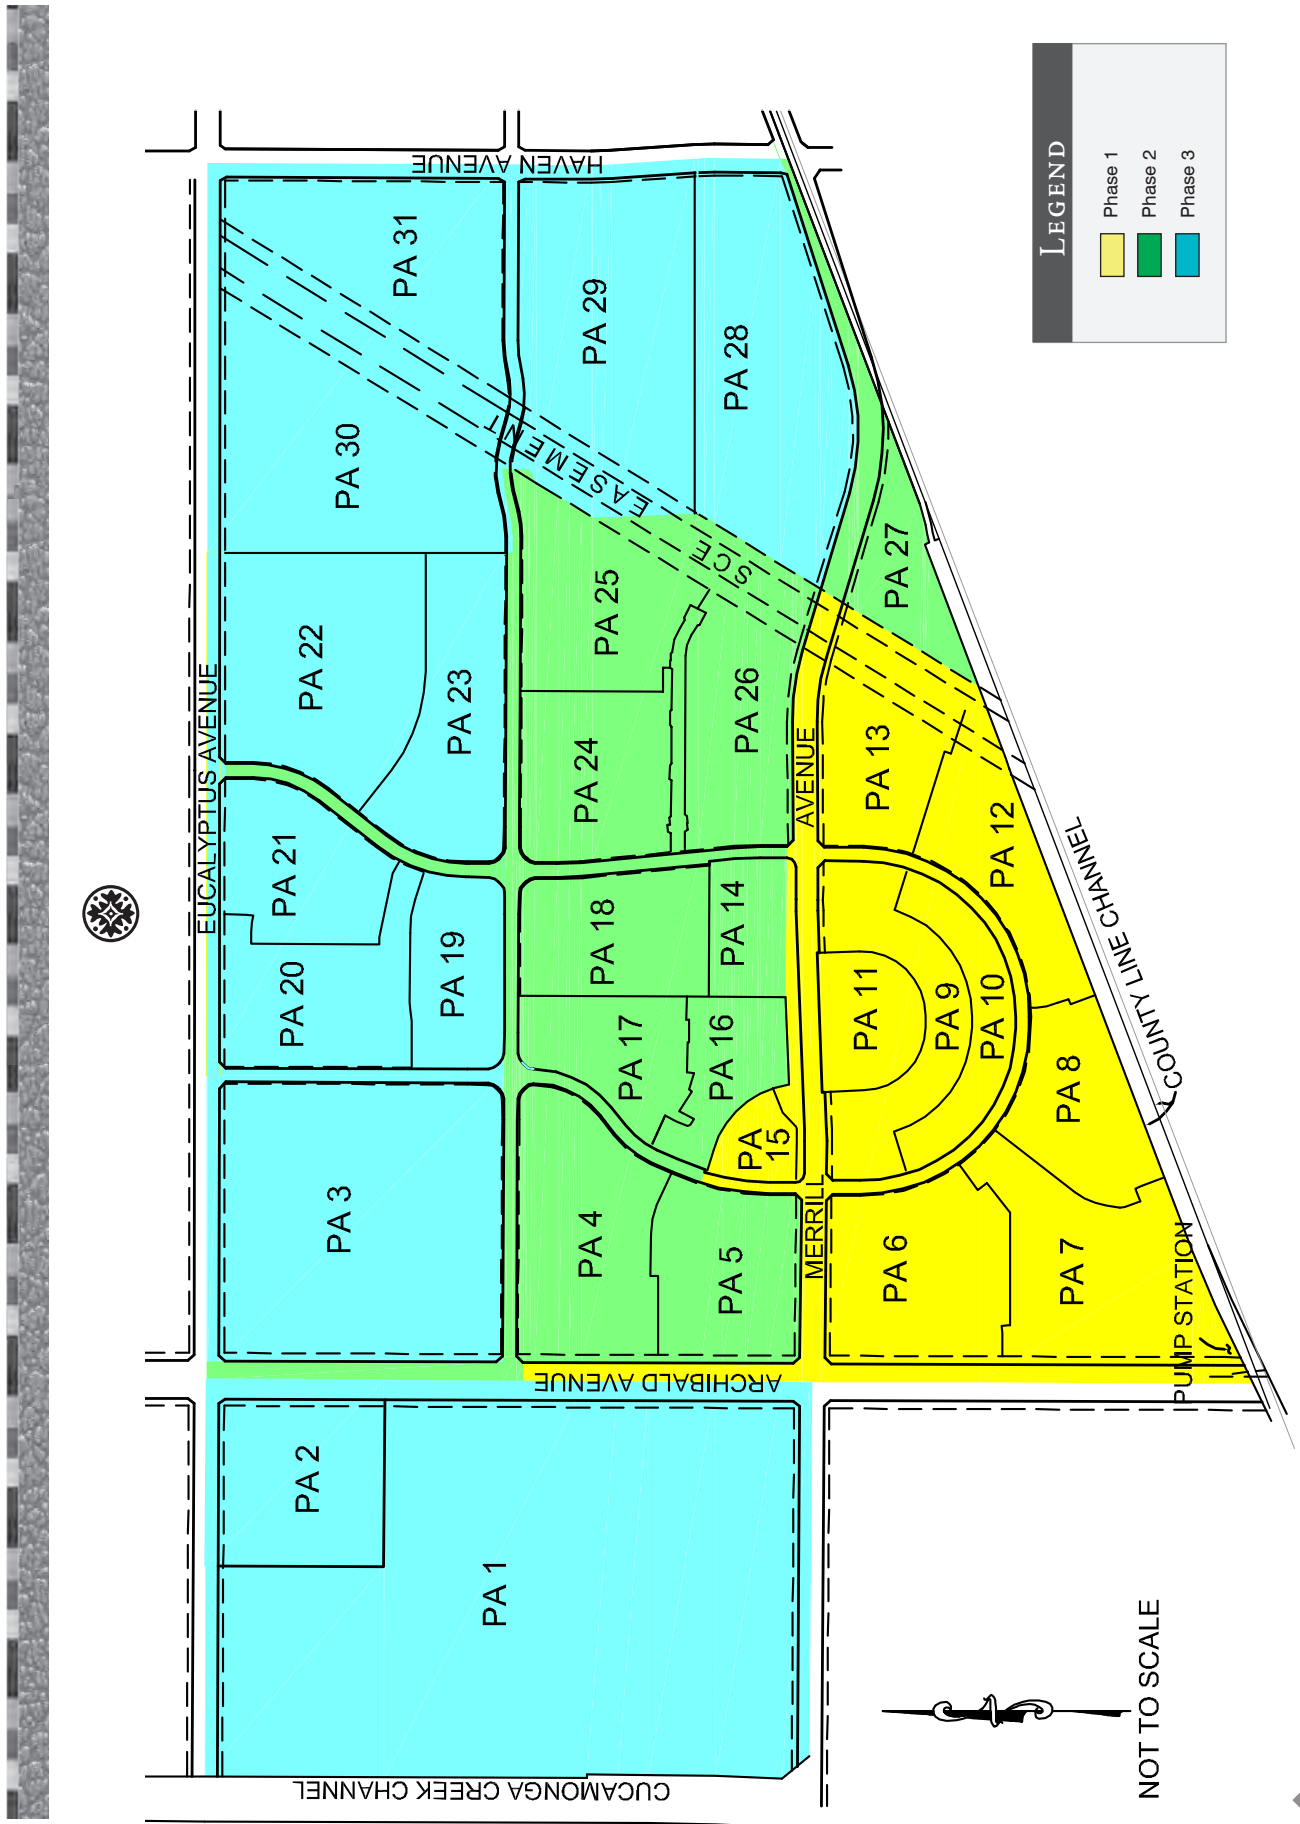 EUCALYPTUS AVENUE
HAVEN AVENUE
ARCHIBALD AVENUE
CUCAMONGA CREEK CHANNEL
MERRILL
AVENUE
COUNTY LINE CHANNEL
PUMP STATION
SCE
EASEMENT
PA 1
PA 2
PA 3
PA 4
PA 5
PA 6
PA 7
PA 8
PA 9
PA 10
PA 11
PA 12
PA 13
PA 14
PA
15
PA 16
PA 17
PA 18
PA 19
PA 20
PA 21
PA 22
PA 23
PA 24
PA 25
PA 26
PA 27
PA 28
PA 29
PA 30
PA 31
NOT TO SCALE
LEGEND
Phase 1
Phase 2
Phase 3